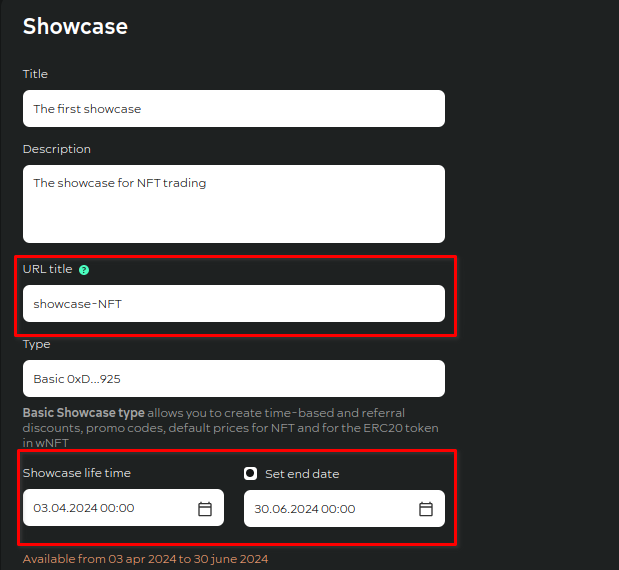 Showcase
Title
The first showcase
Description
The showcase for NFT trading
URL title ?
showcase-NFT
Type
Basic 0xD...925
Basic Showcase type allows you to create time-based and referral
discounts, promo codes, default prices for NFT and for the ERC20 token
in wNFT
Showcase life time Set end date
03.04.2024 00:00 30.06.2024 00:00
Available from 03 apr 2024 to 30 june 2024